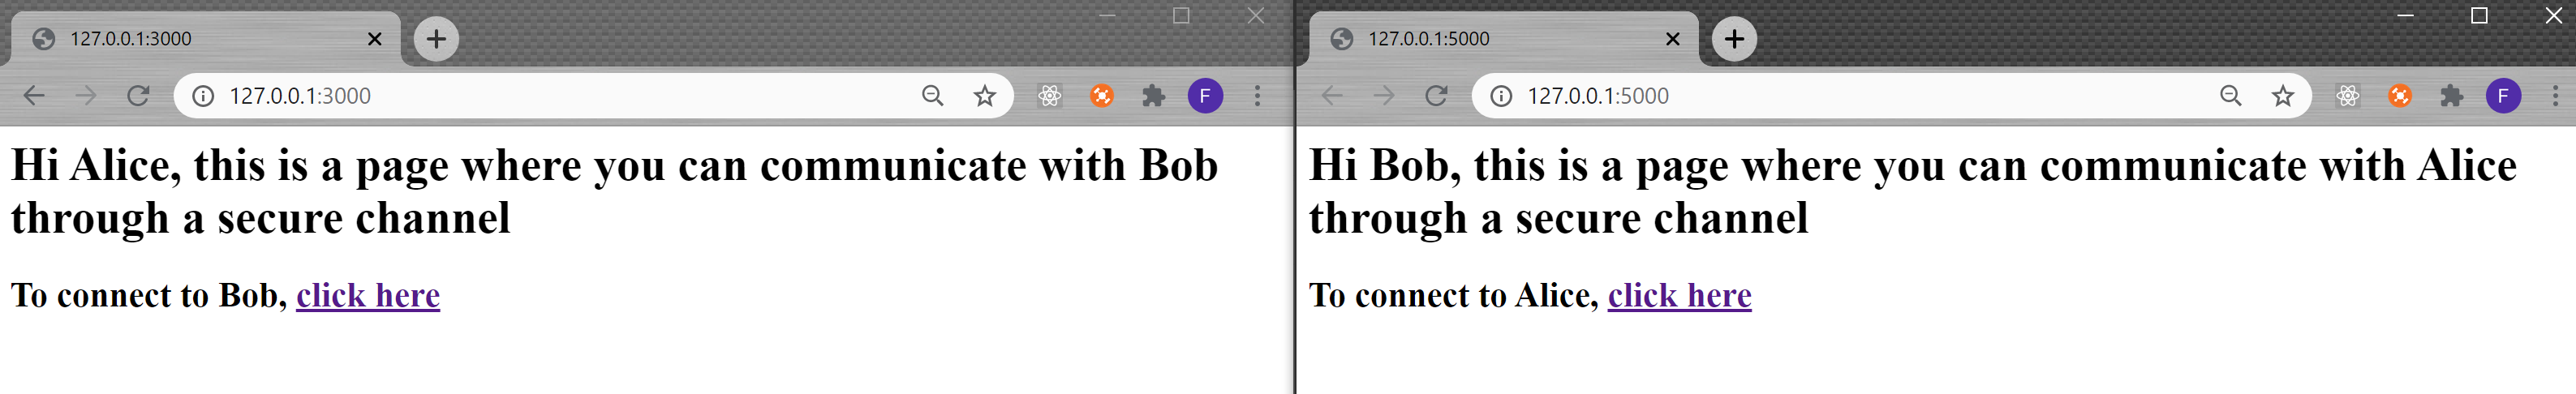 127.0.0.1:3000
127.0.0.1:3000
F
Hi Alice, this is a page where you can communicate with Bob
through a secure channel
To connect to Bob, click here
127.0.0.1:5000
127.0.0.1:5000
F
Hi Bob, this is a page where you can communicate with Alice
through a secure channel
To connect to Alice, click here